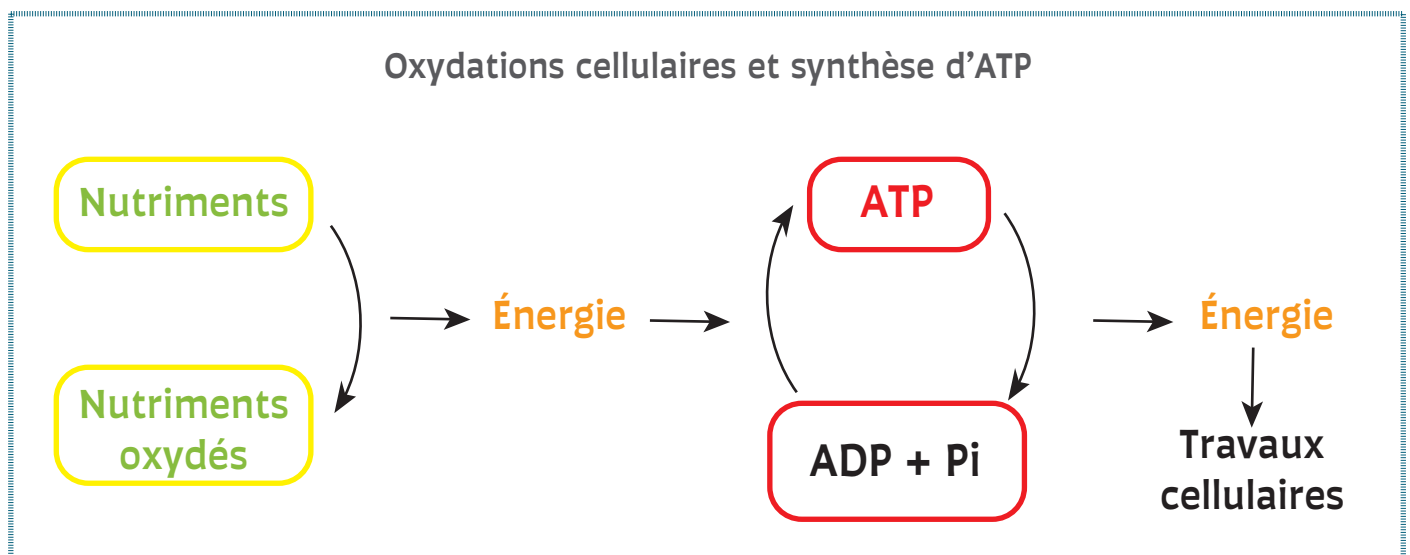 Oxydations cellulaires et synthèse d’ATP
Nutriments
ATP
Énergie
Énergie
Nutriments
oxydés
ADP + Pi
Travaux
cellulaires